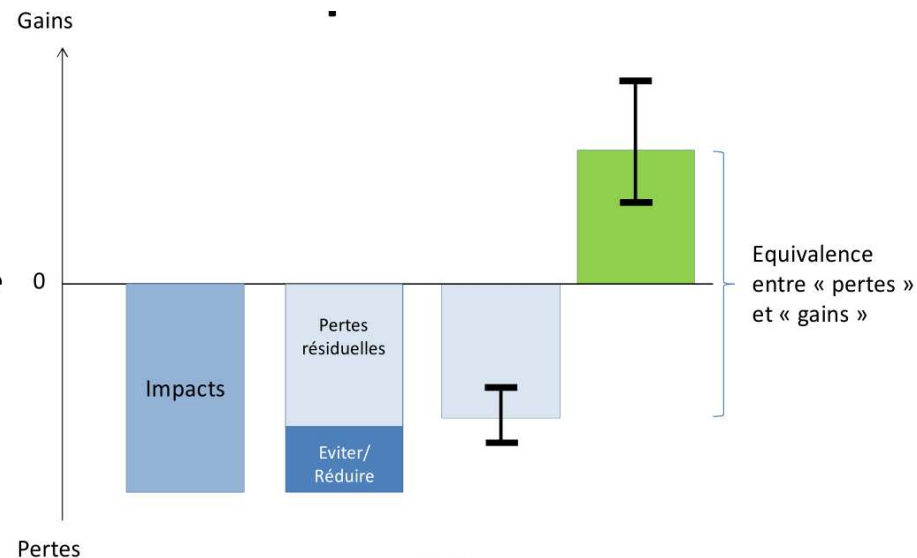 Gains
0
Pertes
résiduelles
Impacts
Eviter/
Réduire
Equivalence
entre « pertes »
et « gains »
Pertes